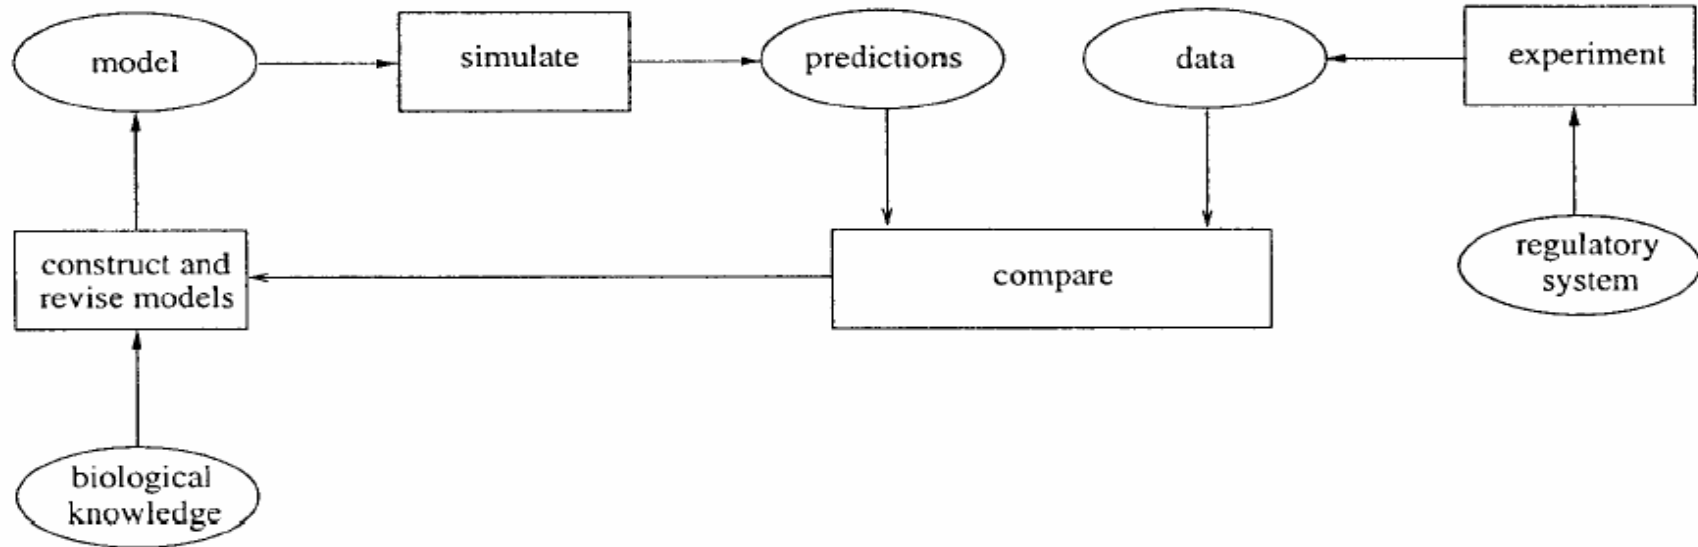 model
simulate
predictions
data
experiment
construct and
revise models
compare
regulatory
system
biological
knowledge